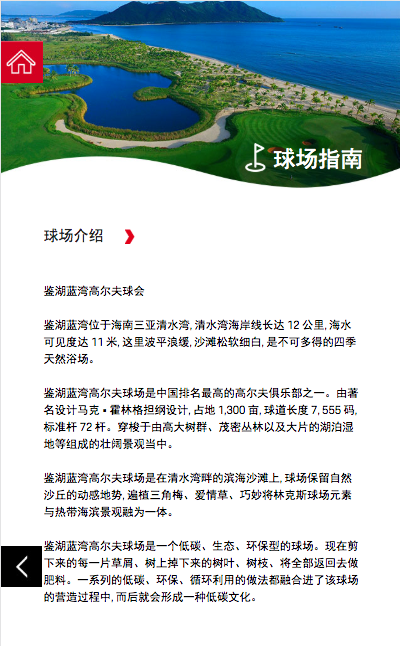 球场指南
球场介绍
鉴湖蓝湾高尔夫球会
鉴湖蓝湾位于海南三亚清水湾, 清水湾海岸线长达 12 公里, 海水
可见度达 11 米, 这里波平浪缓, 沙滩松软细白, 是不可多得的四季
天然浴场。
鉴湖蓝湾高尔夫球场是中国排名最高的高尔夫俱乐部之一。由著
名设计马克 • 霍林格担纲设计, 占地 1,300 亩, 球道长度 7, 555 码,
标准杆 72 杆。穿梭于由高大树群、茂密丛林以及大片的湖泊湿
地等组成的壮阔景观当中。
鉴湖蓝湾高尔夫球场是在清水湾畔的滨海沙滩上, 球场保留自然
沙丘的动感地势, 遍植三角梅、爱情草、巧妙将林克斯球场元素
与热带海滨景观融为一体。
鉴湖蓝湾高尔夫球场是一个低碳、生态、环保型的球场。现在剪
下来的每一片草屑、树上掉下来的树叶、树枝、将全部返回去做
肥料。一系列的低碳、环保、循环利用的做法都融合进了该球场
的营造过程中, 而后就会形成一种低碳文化。